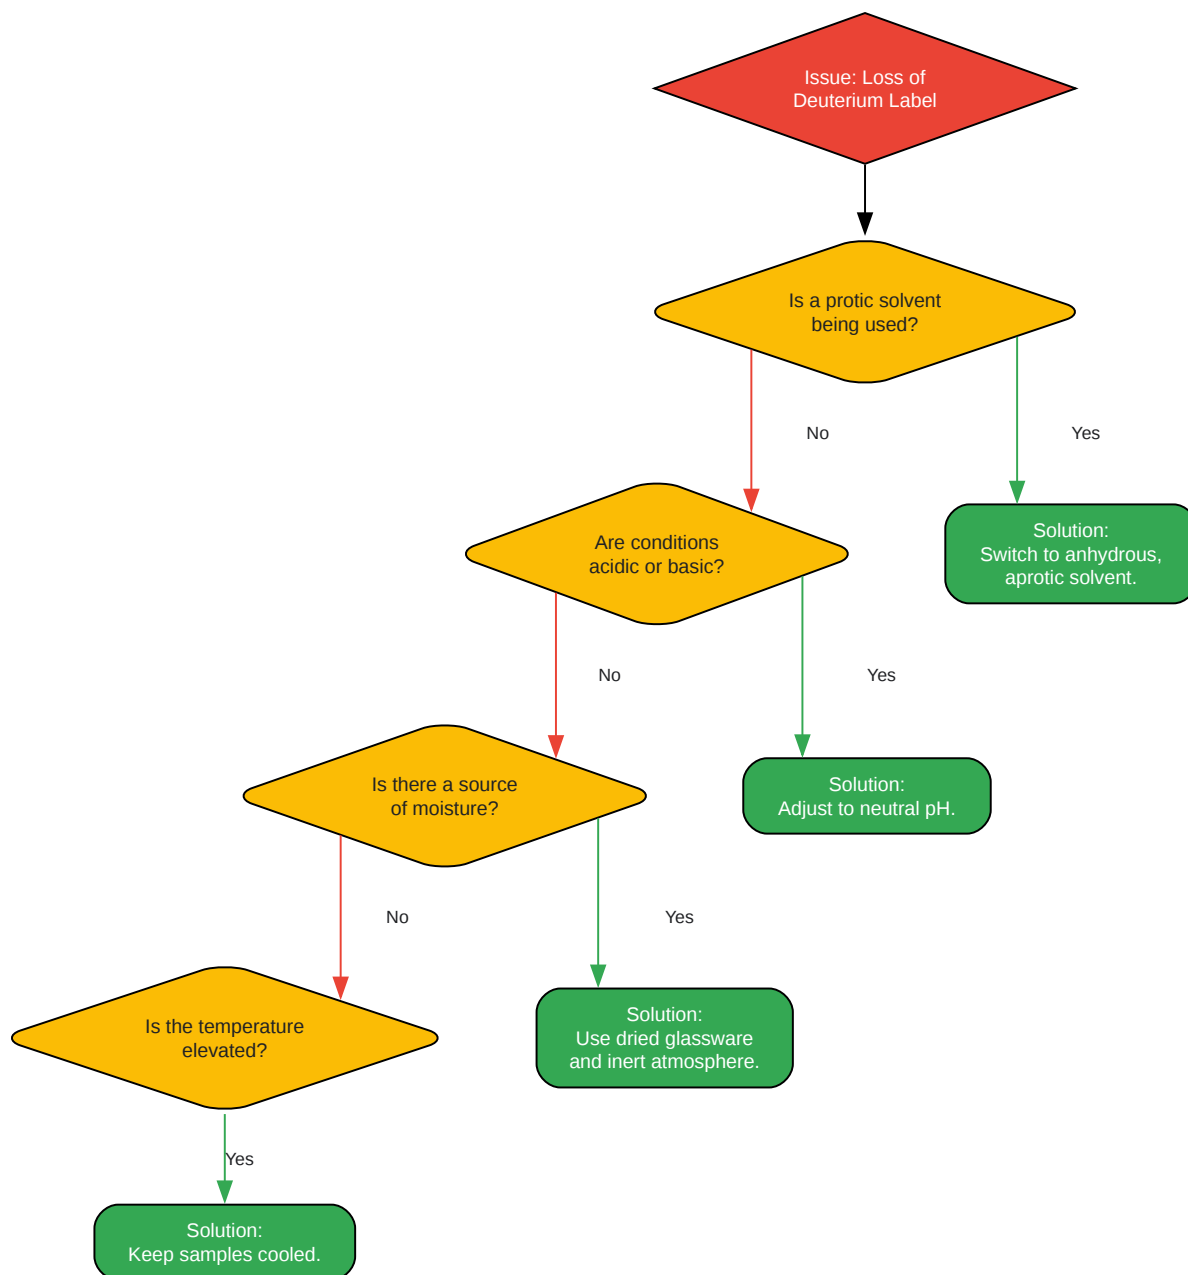 Issue: Loss of
Deuterium Label
Is a protic solvent
being used?
No
Yes
Are conditions
acidic or basic?
Solution:
Switch to anhydrous,
aprotic solvent.
No
Yes
Is there a source
of moisture?
Solution:
Adjust to neutral pH.
No
Yes
Is the temperature
elevated?
Solution:
Use dried glassware
and inert atmosphere.
Yes
Solution:
Keep samples cooled.